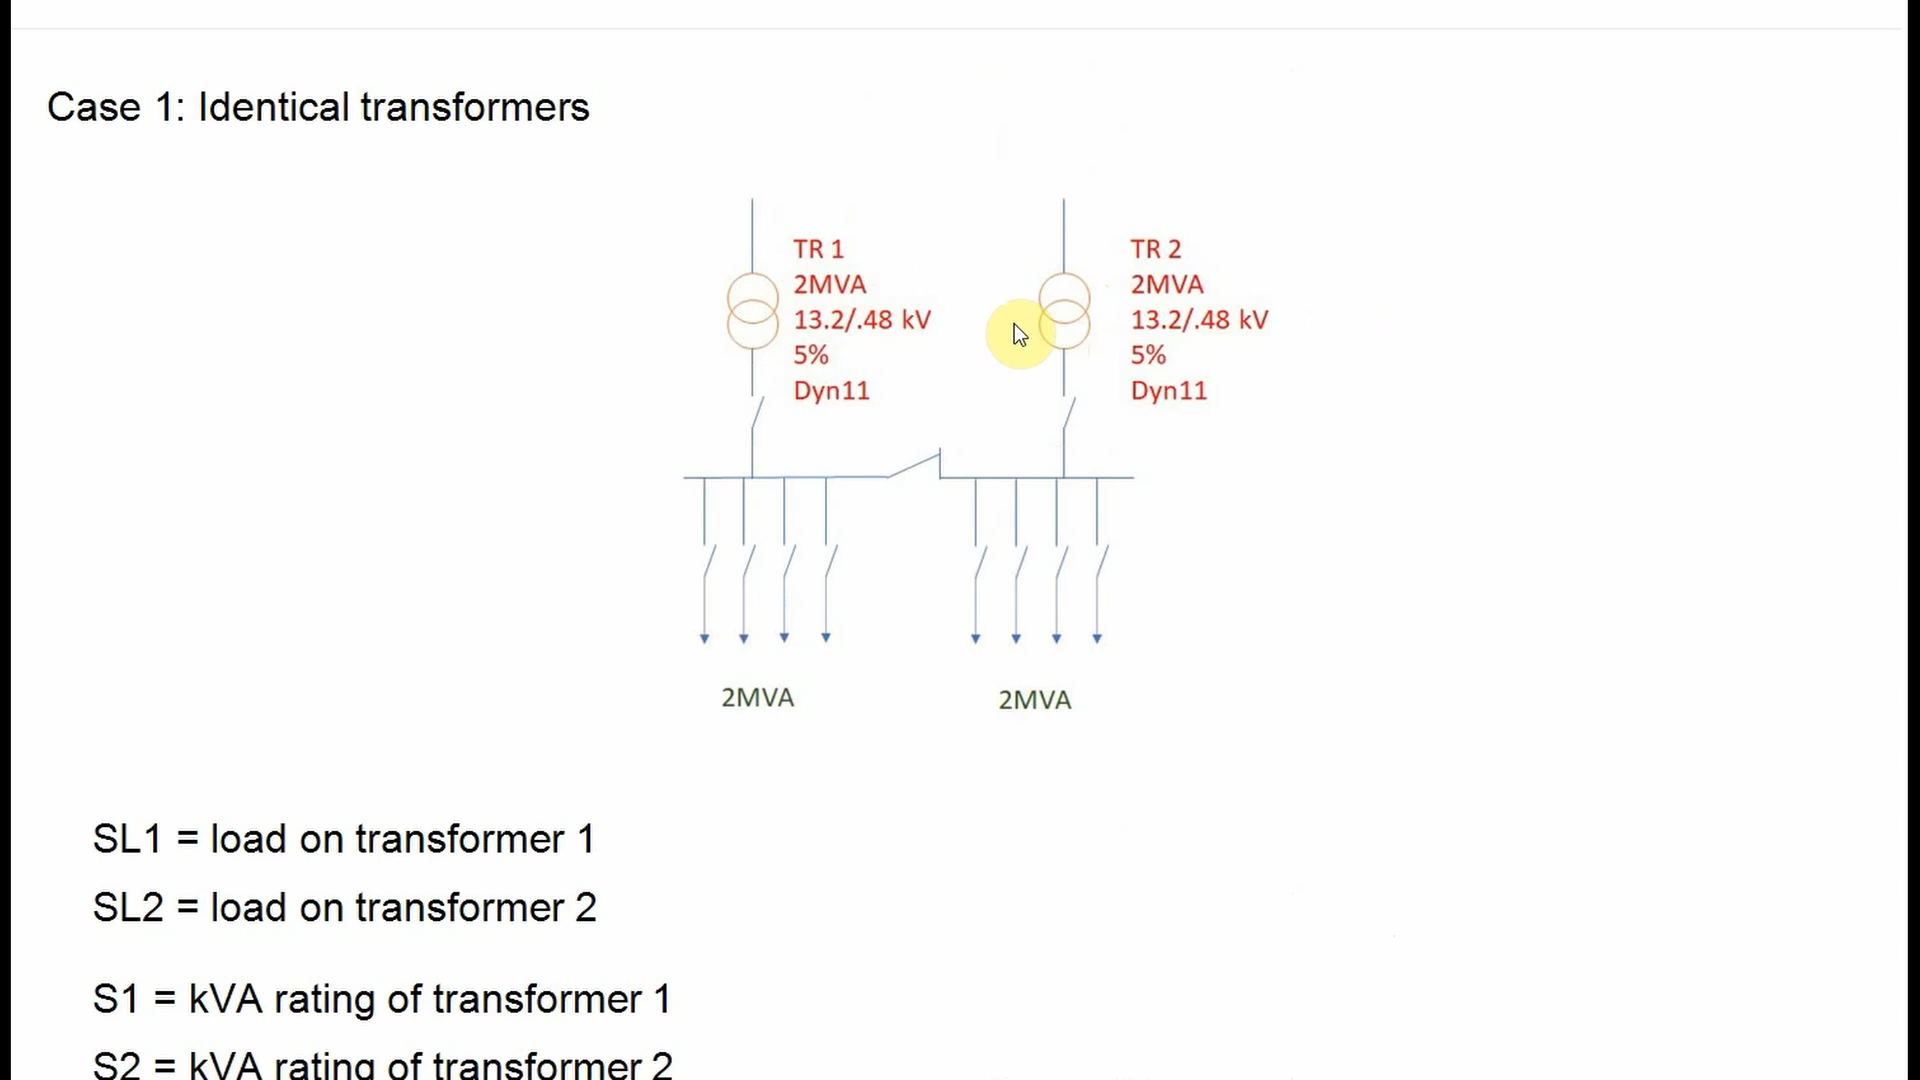 Case 1: Identical transformers
TR 1
2MVA
13.2/.48 kV
5%
Dyn11
TR 2
2MVA
13.2/.48 kV
5%
Dyn11
2MVA
2MVA
SL1 = load on transformer 1
SL2 = load on transformer 2
S1 = kVA rating of transformer 1
S2 = kVA rating of transformer 2